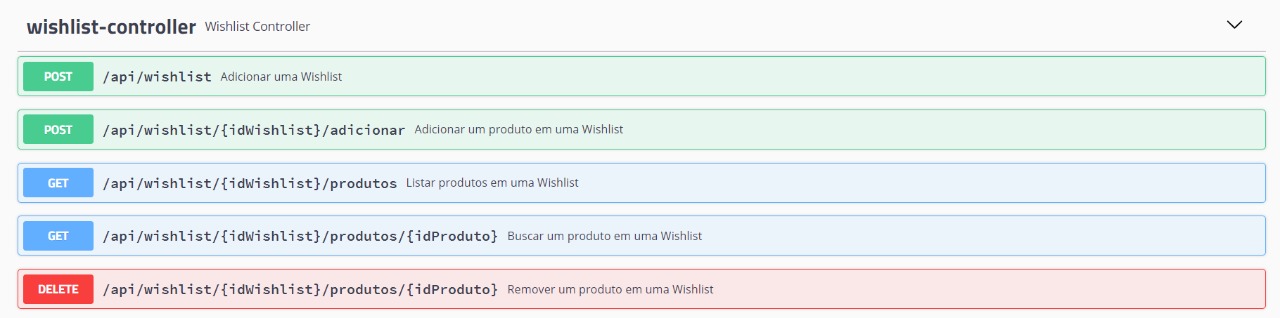 wishlist-controller Wishlist Controller
POST /api/wishlist Adicionar uma Wishlist
POST /api/wishlist/{idWishlist}/adicionar Adicionar um produto em uma Wishlist
GET /api/wishlist/{idWishlist}/produtos Listar produtos em uma Wishlist
GET /api/wishlist/{idWishlist}/produtos/{idProduto} Buscar um produto em uma Wishlist
DELETE /api/wishlist/{idWishlist}/produtos/{idProduto} Remover um produto em uma Wishlist